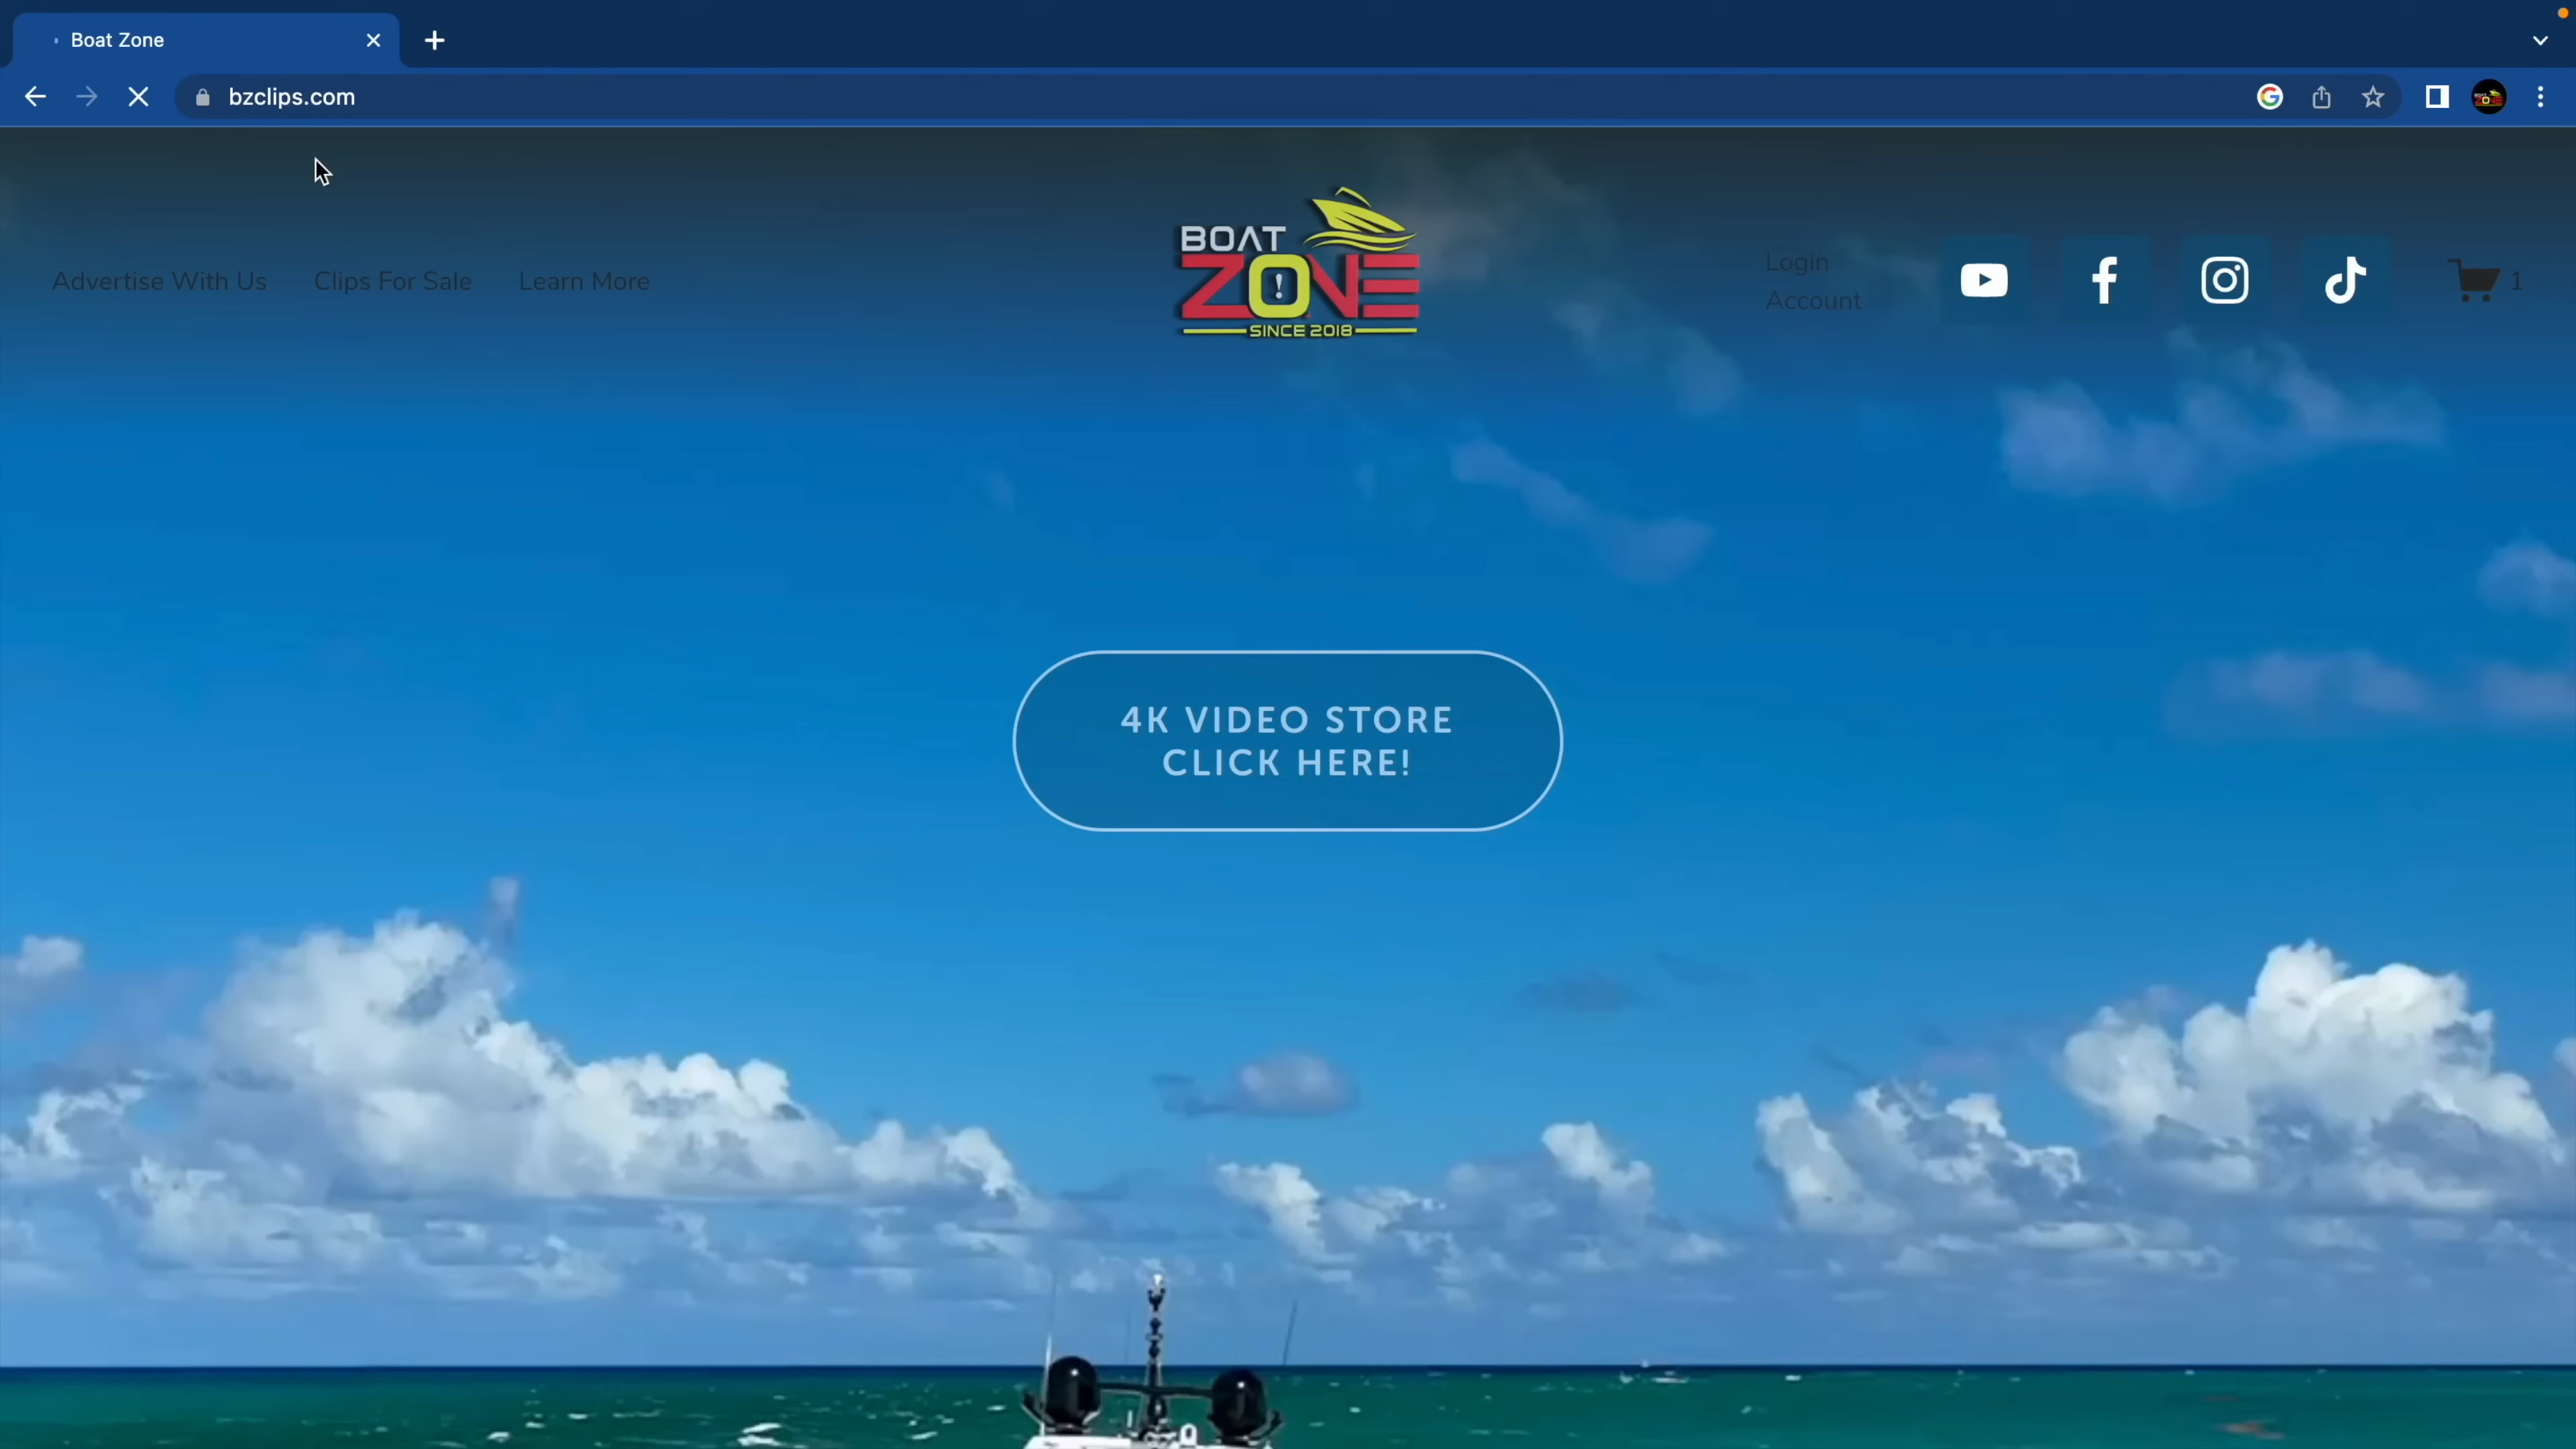 Boat Zone
bzclips.com
Advertise With Us
Clips For Sale
Learn More
BOAT
ZONE
!
SINCE 2018
Login
Account
1
4K VIDEO STORE
CLICK HERE!